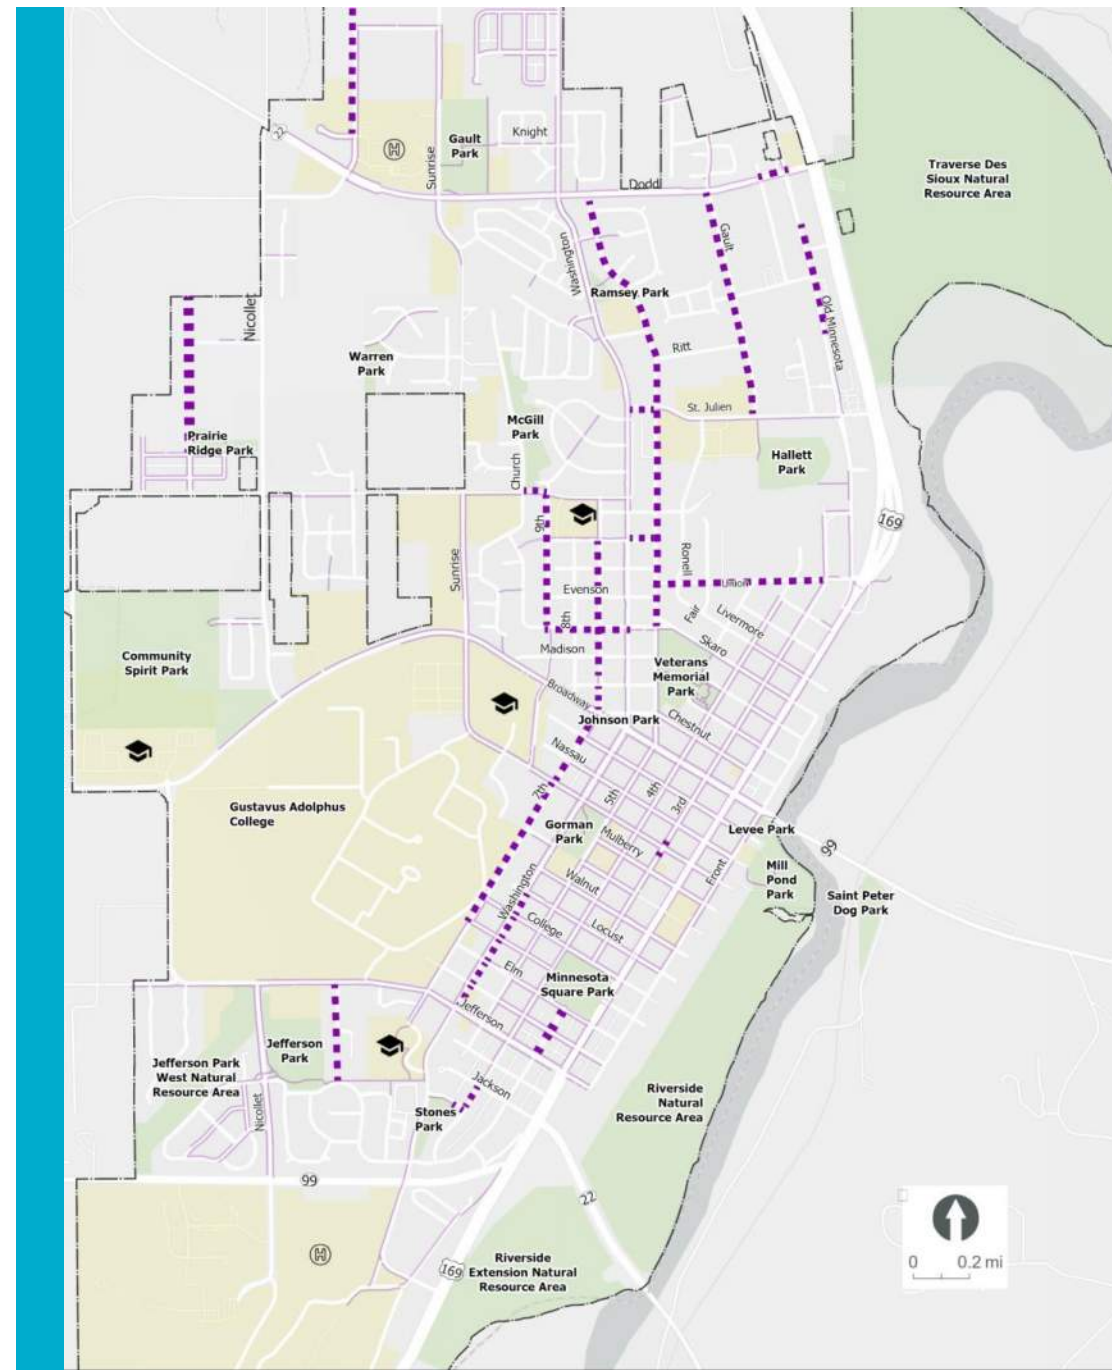 Knight
Gault
Park
22
H
Sunrise
Dodd
Traverse Des
Sioux Natural
Resource Area
Washington
Gault
Ramsey Park
Old Minnesota
Nicollet
Ritt
Warren
Park
McGill
Park
St. Julien
Prairie
Ridge Park
Hallett
Park
Church
9th
169
Sunrise
Ronell
Evenson
Union
8th
Fair
Livermore
Skaro
Madison
Community
Spirit Park
Veterans
Memorial
Park
Broadway
Johnson Park
Chestnut
Nassau
7th
5th
4th
3rd
Gustavus Adolphus
College
Gorman
Park
Mulberry
Levee Park
99
Front
Mill
Pond
Park
Saint Peter
Dog Park
Walnut
Washington
College
Locust
Elm
Minnesota
Square Park
Jefferson
Jefferson
Park
Jefferson Park
West Natural
Resource Area
Jackson
Nicollet
Stones
Park
Riverside
Natural
Resource Area
99
22
H
169
Riverside
Extension Natural
Resource Area
0 0.2 mi